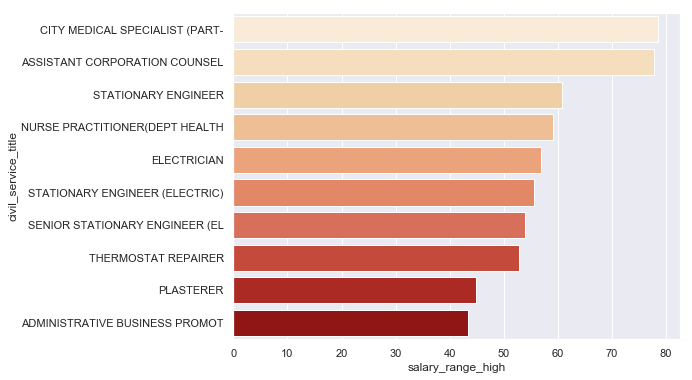 CITY MEDICAL SPECIALIST (PART-
ASSISTANT CORPORATION COUNSEL
STATIONARY ENGINEER
NURSE PRACTITIONER(DEPT HEALTH
ELECTRICIAN
STATIONARY ENGINEER (ELECTRIC)
SENIOR STATIONARY ENGINEER (EL
THERMOSTAT REPAIRER
PLASTERER
ADMINISTRATIVE BUSINESS PROMOT
civil_service_title
0 10 20 30 40 50 60 70 80
salary_range_high